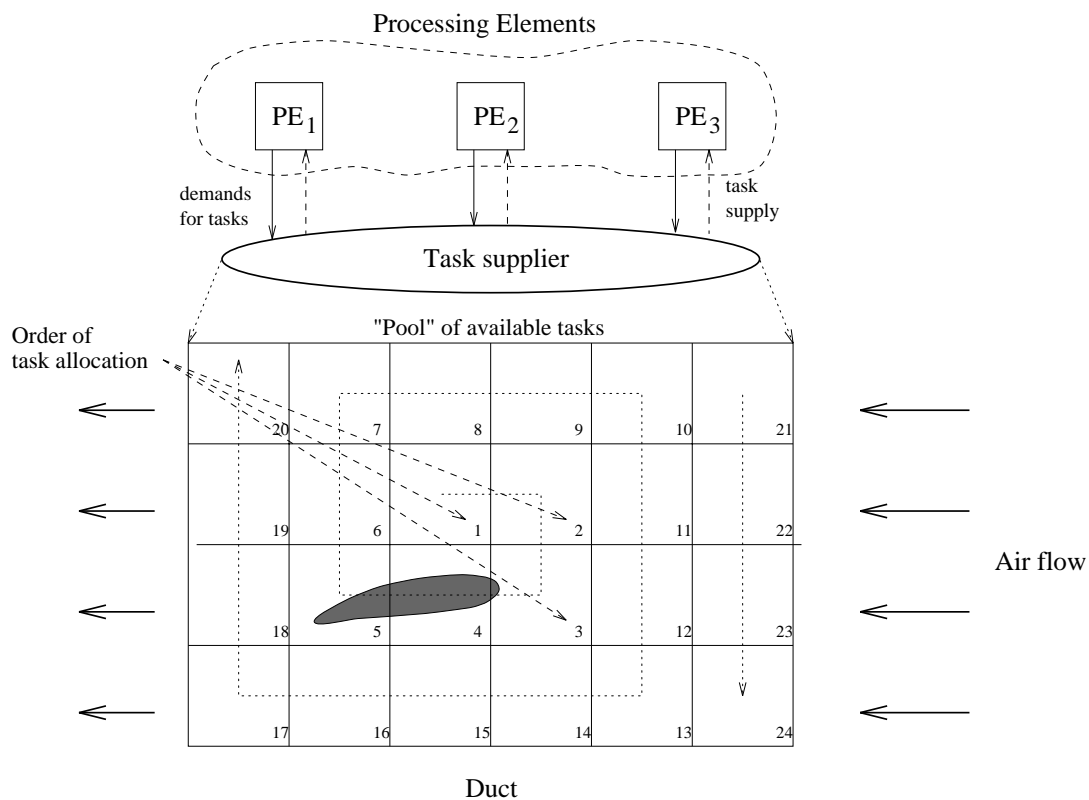 Processing Elements
PE1 PE2 PE3
demands
for tasks
task
supply
Task supplier
"Pool" of available tasks
Order of
task allocation
20 7 8 9 10 21
19 6 1 2 11 22
Air flow
18 5 4 3 12 23
17 16 15 14 13 24
Duct